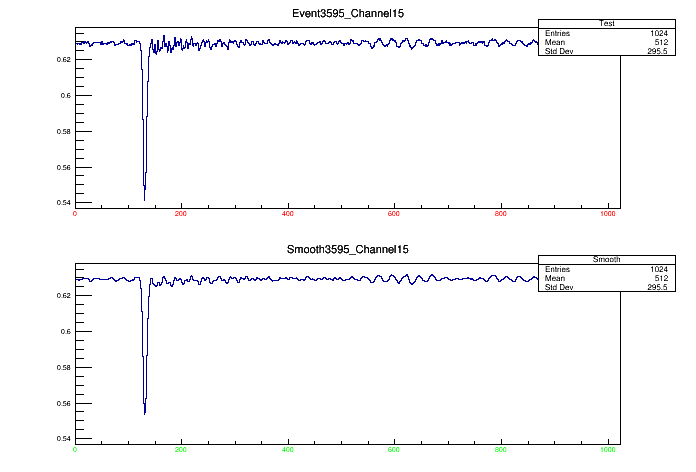 Event3595_Channel15
Test
Entries 1024
Mean 512
Std Dev 295.5
0.62
0.6
0.58
0.56
0.54
0 200 400 600 800 1000
Smooth3595_Channel15
Smooth
Entries 1024
Mean 512
Std Dev 295.5
0.62
0.6
0.58
0.56
0.54
0 200 400 600 800 1000